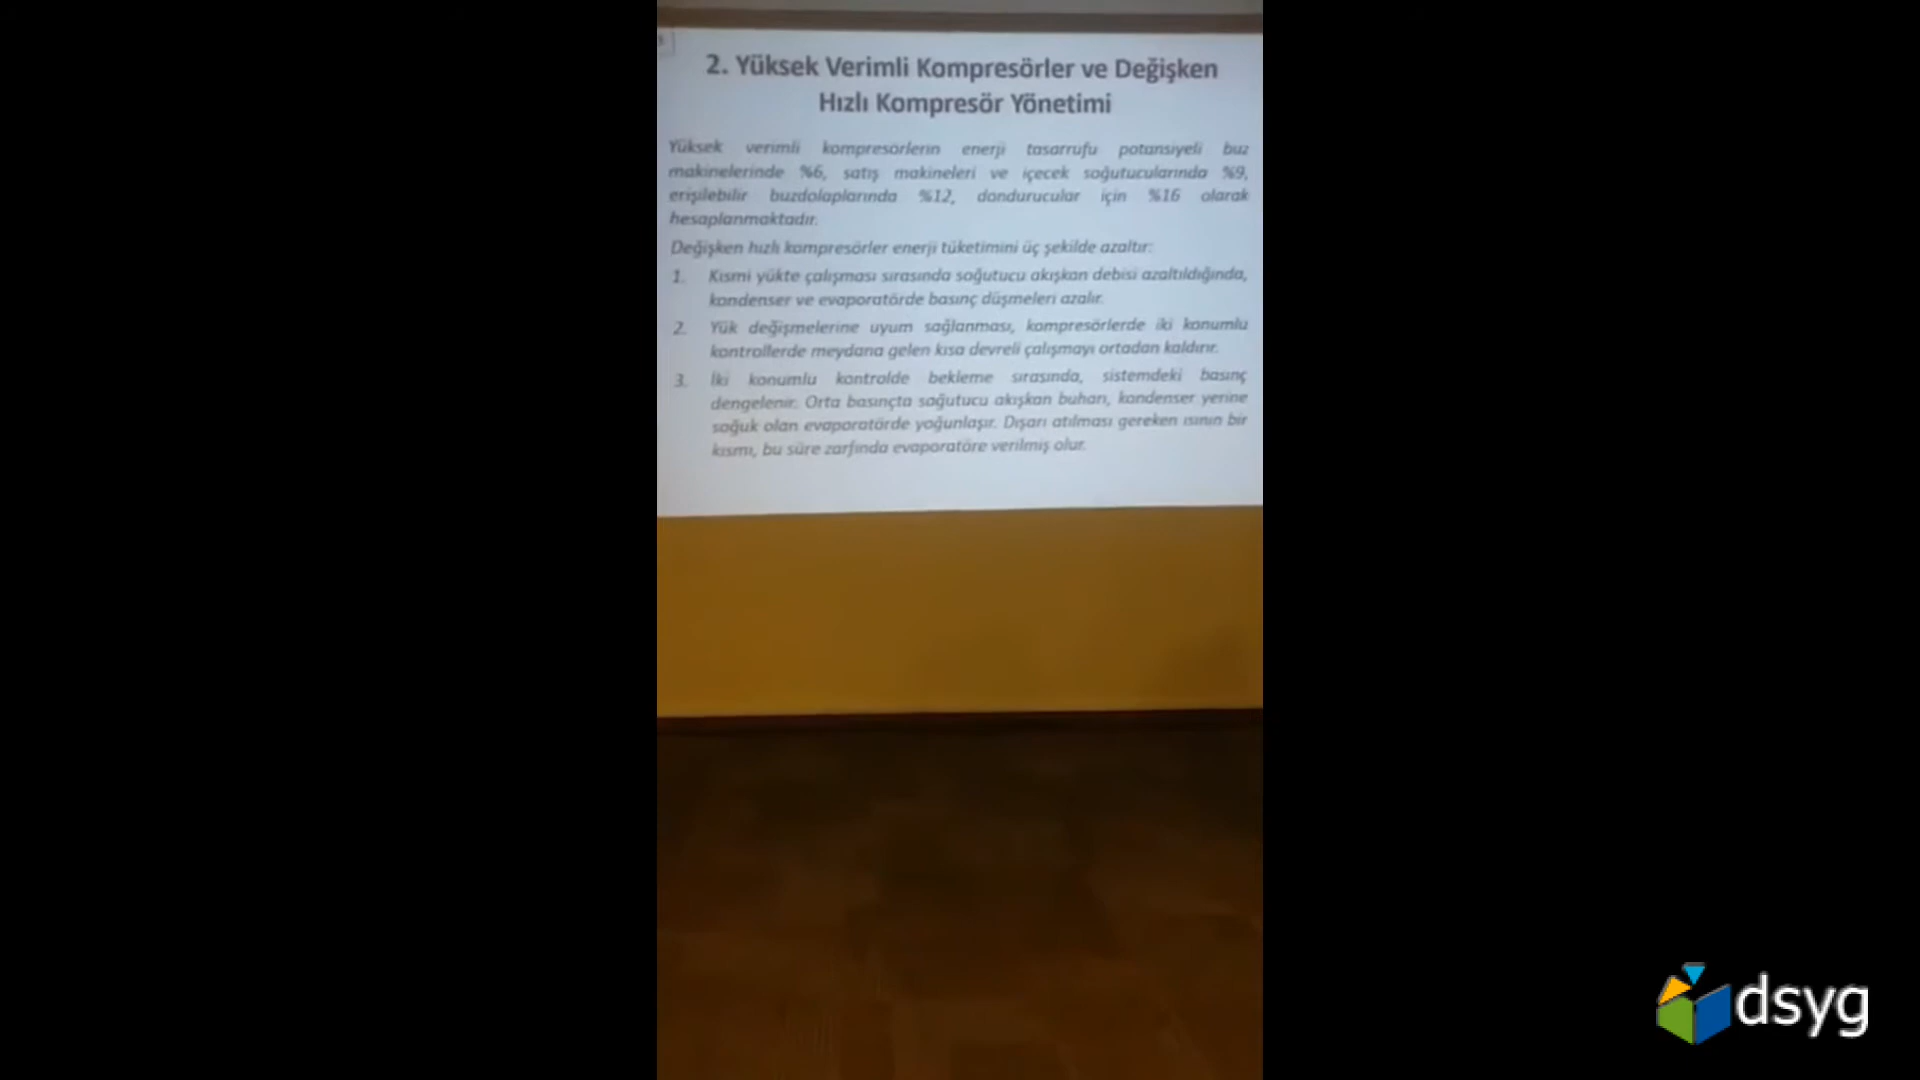 2. Yüksek Verimli Kompresörler ve Değişken
Hızlı Kompresör Yönetimi
Yüksek verimli kompresörlerin enerji tasarrufu potansiyeli buz
makinelerinde %6, satış makineleri ve içecek soğutucularında %9,
erişilebilir buzdolaplarında %12, dondurucular için %16 olarak
hesaplanmaktadır.
Değişken hızlı kompresörler enerji tüketimini üç şekilde azaltır:
1. Kısmi yükte çalışması sırasında soğutucu akışkan debisi azaltıldığında,
kondenser ve evaporatörde basınç düşmeleri azalır.
2. Yük değişmelerine uyum sağlanması, kompresörlerde iki konumlu
kontrollerde meydana gelen kısa devreli çalışmayı ortadan kaldırır.
3. İki konumlu kontrolde bekleme sırasında, sistemdeki basınç
dengelenir. Orta basınçta soğutucu akışkan buharı, kondenser yerine
soğuk olan evaporatörde yoğunlaşır. Dışarı atılması gereken ısının bir
kısmı, bu süre zarfında evaporatöre verilmiş olur.
dsyg